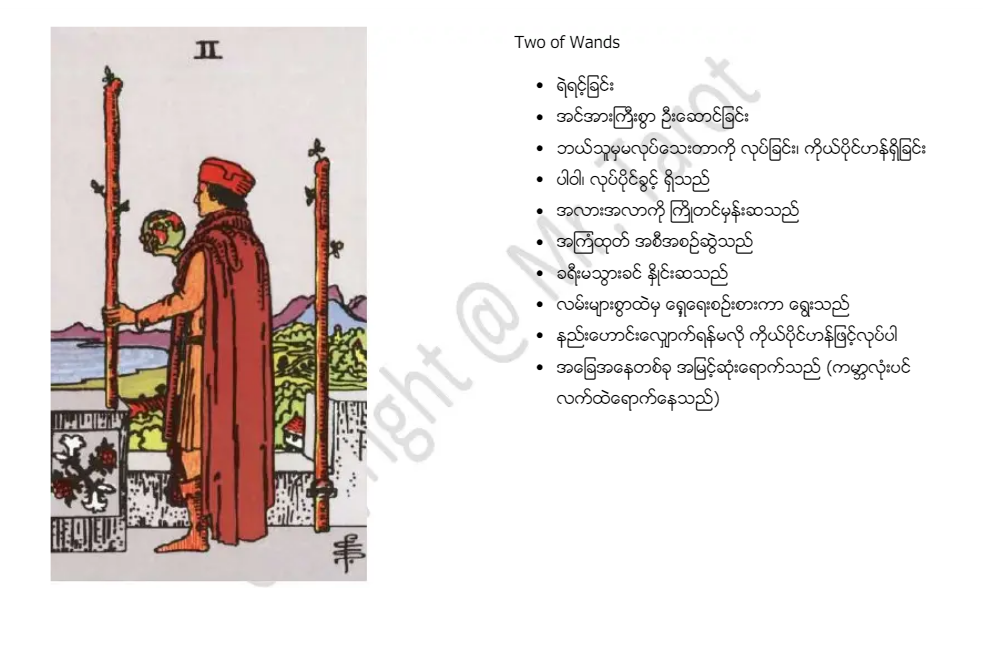 II
Two of Wands
• ရဲရင့်ခြင်း
• အင်အားကြီးစွာ ဦးဆောင်ခြင်း
• ဘယ်သူမှမလုပ်သေးတာကို လုပ်ခြင်း၊ ကိုယ်ပိုင်ဟန်ရှိခြင်း
• ပါဝါ၊ လုပ်ပိုင်ခွင့် ရှိသည်
• အလားအလာကို ကြိုတင်မှန်းဆသည်
• အကြံထုတ် အစီအစဉ်ဆွဲသည်
• ခရီးမသွားခင် နှိုင်းဆသည်
• လမ်းများစွာထဲမှ ရှေ့ရေးစဉ်းစားကာ ရွေးသည်
• နည်းဟောင်းလျှောက်ရန်မလို ကိုယ်ပိုင်ဟန်ဖြင့်လုပ်ပါ
• အခြေအနေတစ်ခု အမြင့်ဆုံးရောက်သည် (ကမ္ဘာလုံးပင်
လက်ထဲရောက်နေသည်)
Copyright @ Mr. Tarot